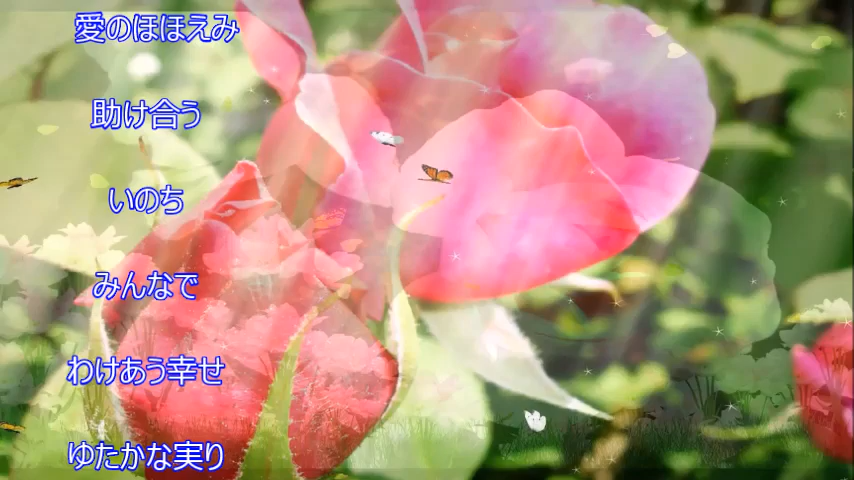 愛のほほえみ
助け合う
いのち
みんなで
わけあう幸せ
ゆたかな実り